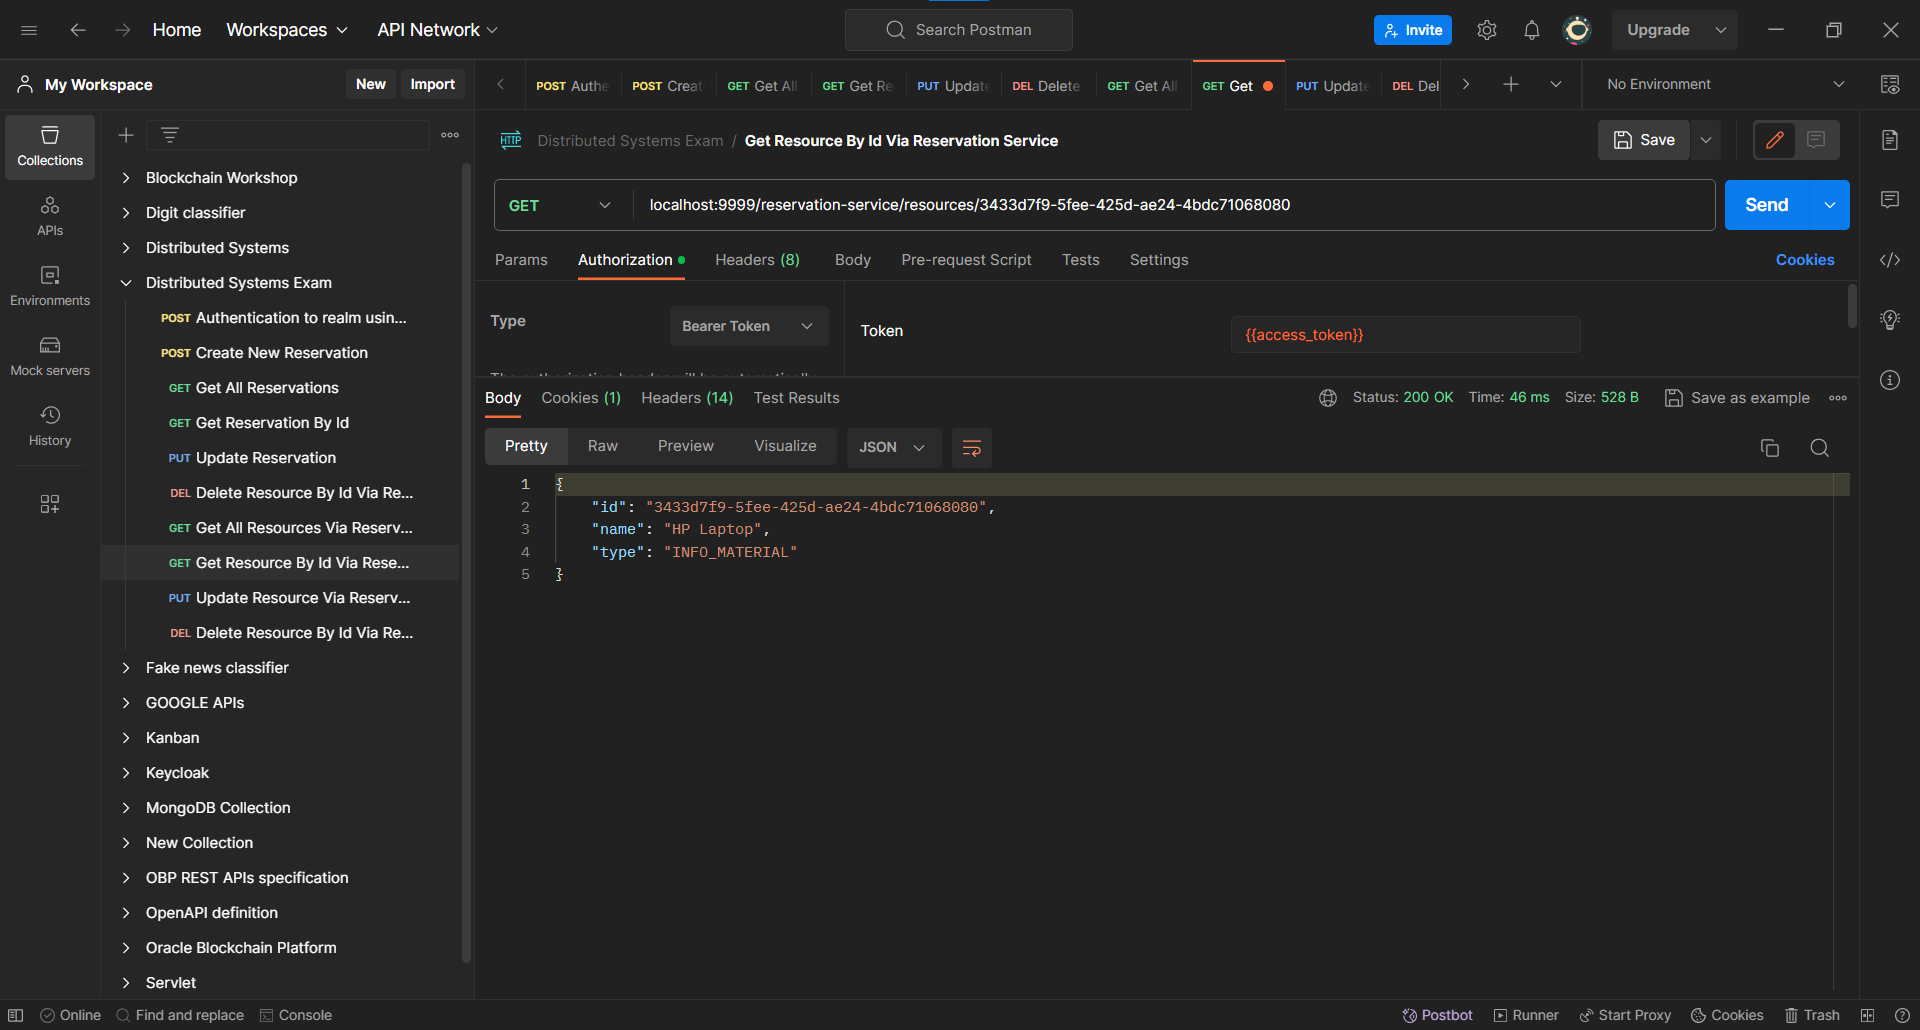 Home Workspaces API Network Search Postman Invite Upgrade
My Workspace New Import
POST Authe POST Creat GET Get All GET Get Re PUT Update DEL Delete GET Get All GET Get PUT Update DEL Del No Environment
Collections
APIs
Environments
Mock servers
History
Blockchain Workshop
Digit classifier
Distributed Systems
Distributed Systems Exam
POST Authentication to realm usin...
POST Create New Reservation
GET Get All Reservations
GET Get Reservation By Id
PUT Update Reservation
DEL Delete Resource By Id Via Re...
GET Get All Resources Via Reserv...
GET Get Resource By Id Via Rese...
PUT Update Resource Via Reserv...
DEL Delete Resource By Id Via Re...
Fake news classifier
GOOGLE APIs
Kanban
Keycloak
MongoDB Collection
New Collection
OBP REST APIs specification
OpenAPI definition
Oracle Blockchain Platform
Servlet
HTTP Distributed Systems Exam / Get Resource By Id Via Reservation Service Save
GET localhost:9999/reservation-service/resources/3433d7f9-5fee-425d-ae24-4bdc71068080 Send
Params Authorization Headers (8) Body Pre-request Script Tests Settings Cookies
Type Bearer Token Token {{access_token}}
Body Cookies (1) Headers (14) Test Results Status: 200 OK Time: 46 ms Size: 528 B Save as example
Pretty Raw Preview Visualize JSON
1 {
2 "id": "3433d7f9-5fee-425d-ae24-4bdc71068080",
3 "name": "HP Laptop",
4 "type": "INFO_MATERIAL"
5 }
Online Find and replace Console Postbot Runner Start Proxy Cookies Trash